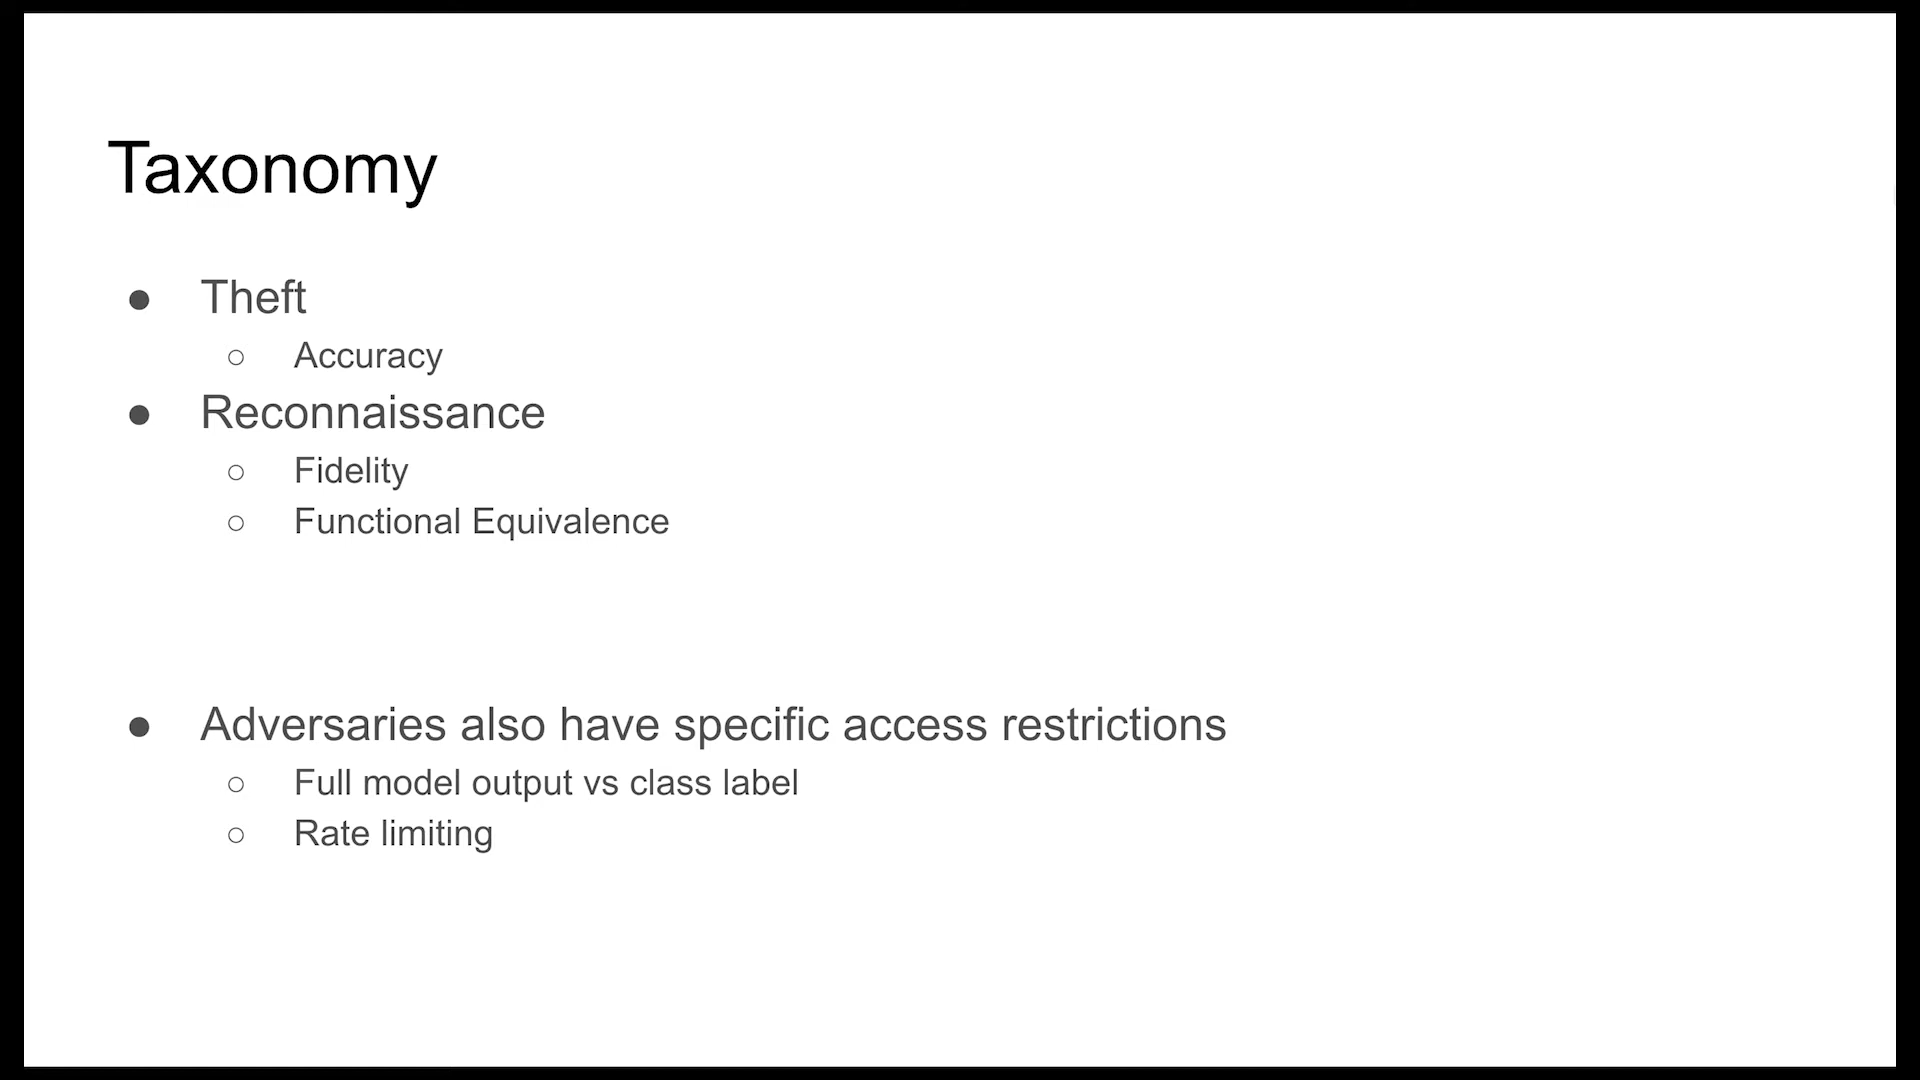 Taxonomy
● Theft
○ Accuracy
● Reconnaissance
○ Fidelity
○ Functional Equivalence
● Adversaries also have specific access restrictions
○ Full model output vs class label
○ Rate limiting